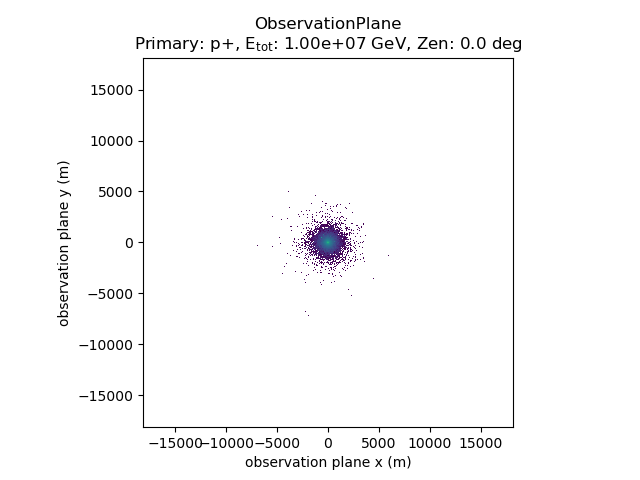 ObservationPlane
Primary: p+, E_tot: 1.00e+07 GeV, Zen: 0.0 deg
observation plane y (m)
15000
10000
5000
0
−5000
−10000
−15000
−15000 −10000 −5000 0 5000 10000 15000
observation plane x (m)